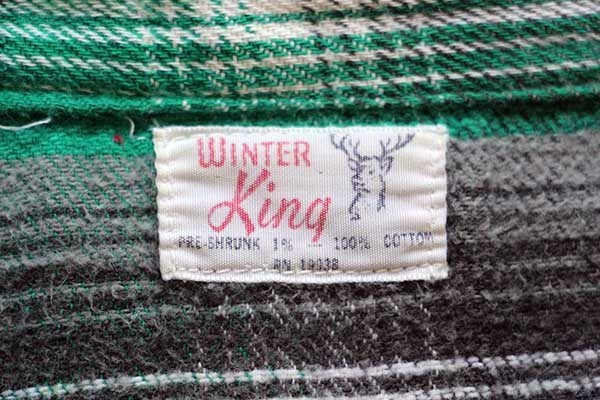 WINTER
King
PRE-SHRUNK 1% — 100% COTTON
RN 19038